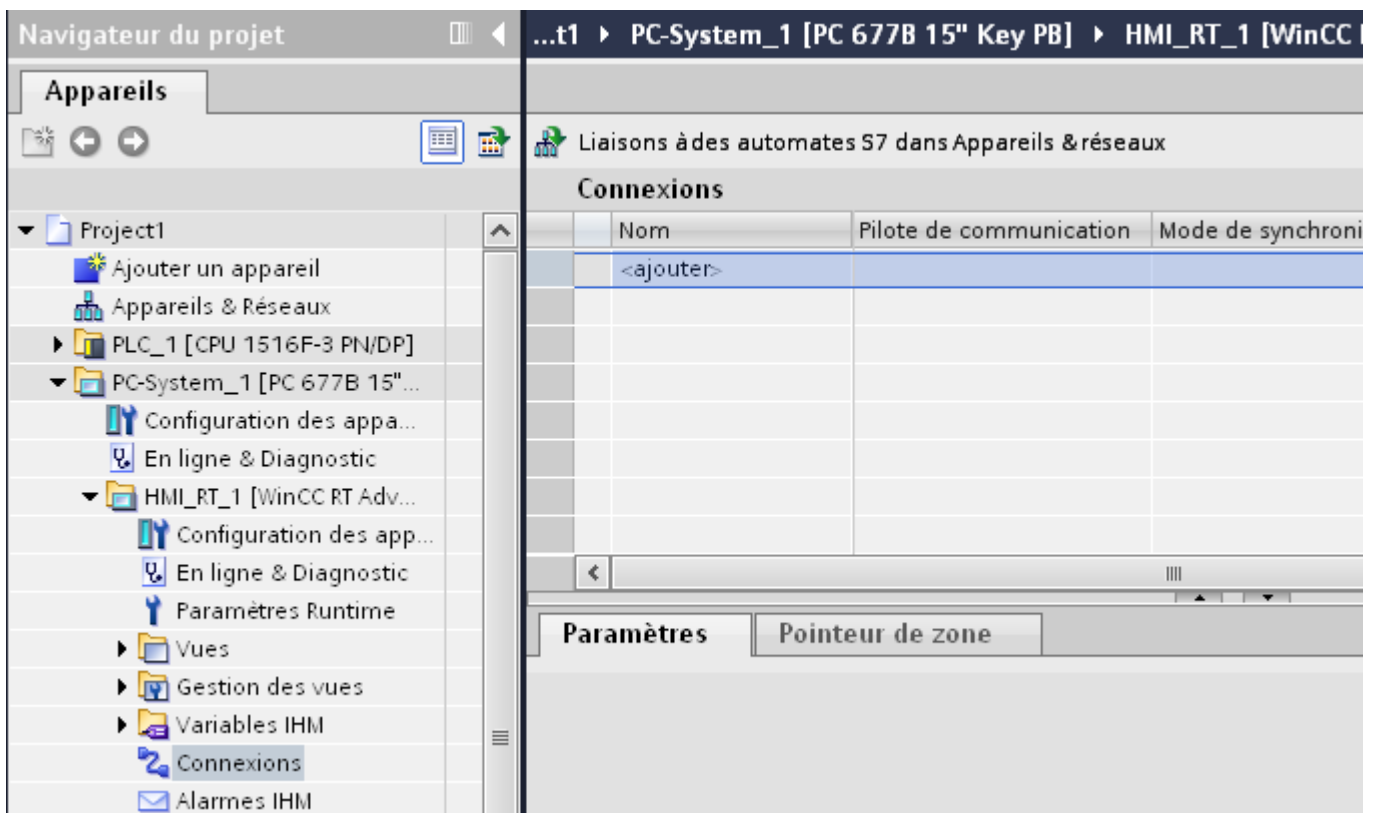 Navigateur du projet
Appareils
Project1
Ajouter un appareil
Appareils & Réseaux
PLC_1 [CPU 1516F-3 PN/DP]
PC-System_1 [PC 677B 15"...
Configuration des appa...
En ligne & Diagnostic
HMI_RT_1 [WinCC RT Adv...
Configuration des app...
En ligne & Diagnostic
Paramètres Runtime
Vues
Gestion des vues
Variables IHM
Connexions
Alarmes IHM
...t1 ▸ PC-System_1 [PC 677B 15" Key PB] ▸ HMI_RT_1 [WinCC
Liaisons à des automates S7 dans Appareils & réseaux
Connexions
Nom Pilote de communication Mode de synchroni
<ajouter>
Paramètres Pointeur de zone